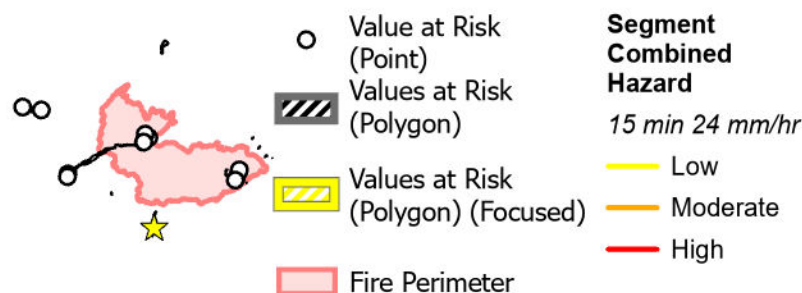 Value at Risk
(Point)
Values at Risk
(Polygon)
Values at Risk
(Polygon) (Focused)
Fire Perimeter
Segment
Combined
Hazard
15 min 24 mm/hr
Low
Moderate
High